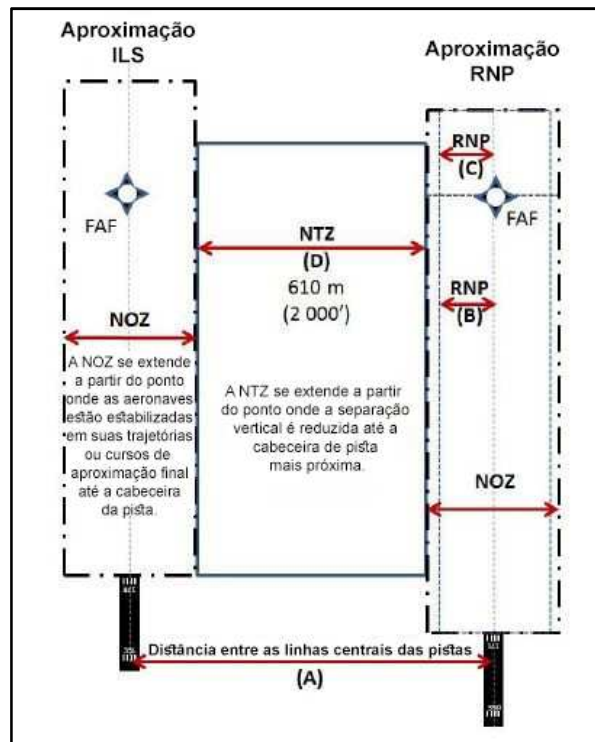 Aproximação
ILS
Aproximação
RNP
RNP
(C)
FAF
FAF
NTZ
(D)
610 m
(2 000')
RNP
(B)
NOZ
A NOZ se extende
a partir do ponto
onde as aeronaves
estão estabilizadas
em suas trajetórias
ou cursos de
aproximação final
até a cabeceira
da pista.
A NTZ se extende a partir
do ponto onde a separação
vertical é reduzida até a
cabeceira de pista
mais próxima.
NOZ
Distância entre as linhas centrais das pistas
(A)